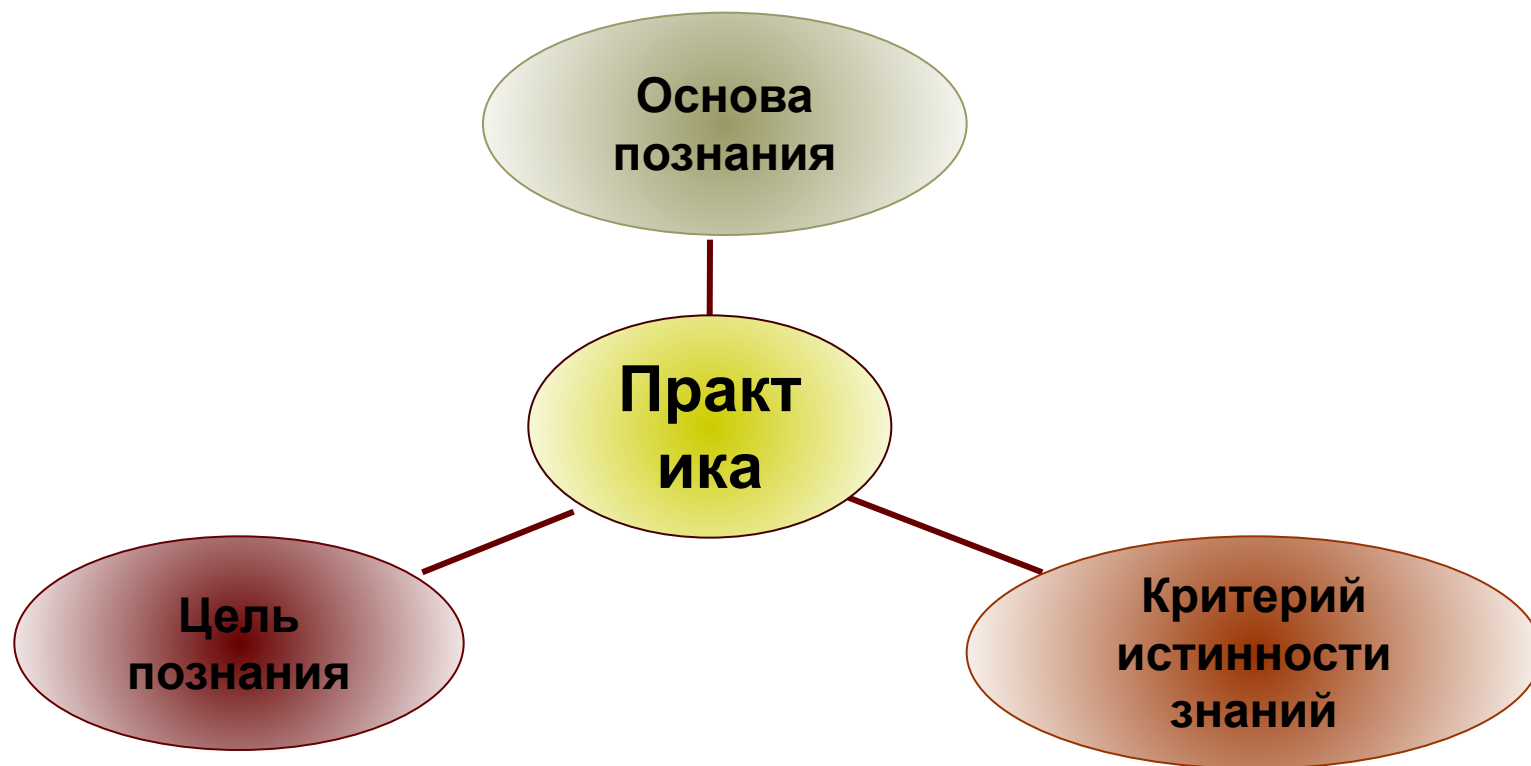 Основа
познания
Практ
ика
Цель
познания
Критерий
истинности
знаний